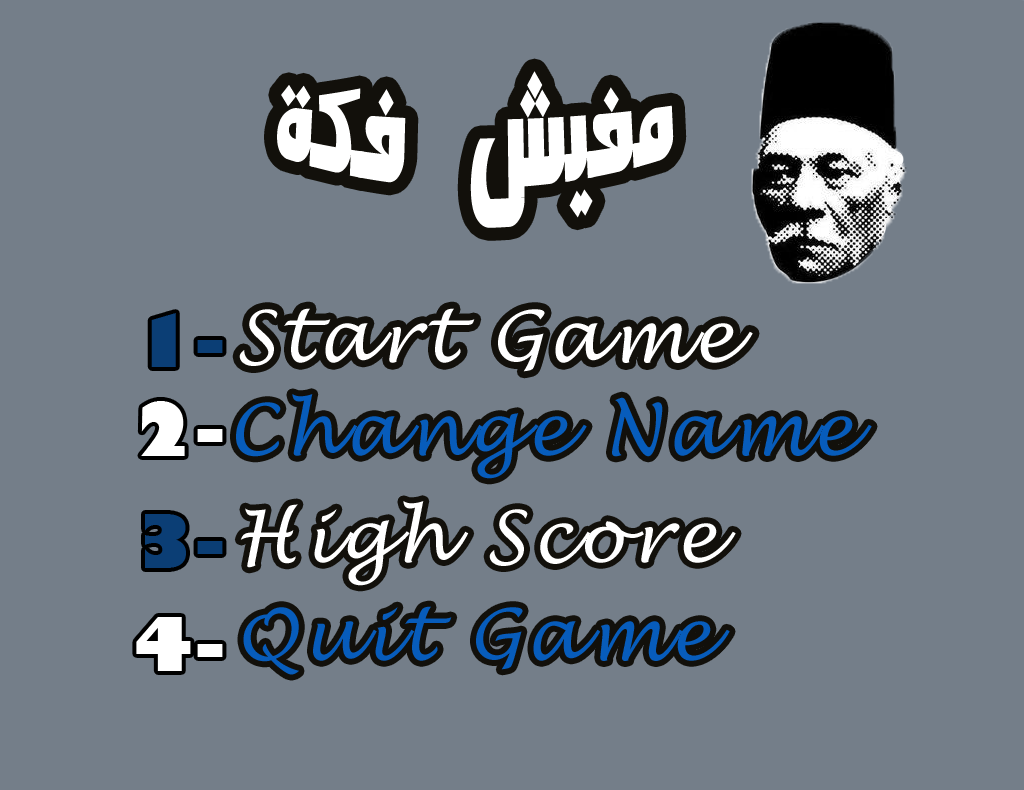 مفيش فكة
1- Start Game
2- Change Name
3- High Score
4- Quit Game